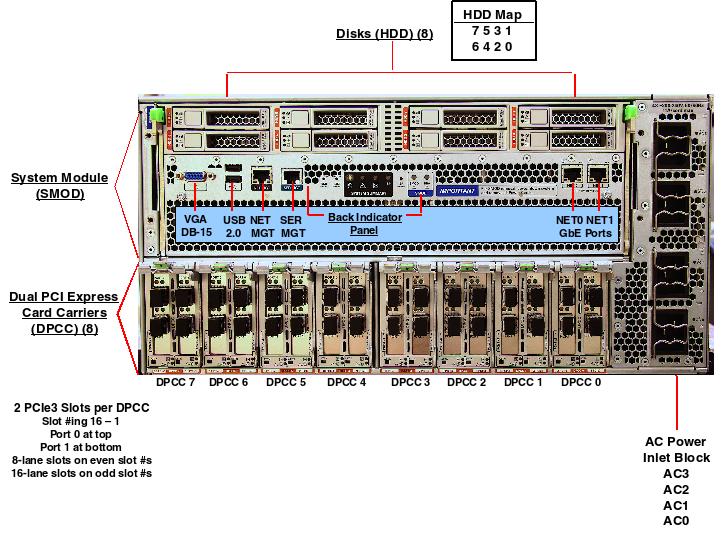 HDD Map
7 5 3 1
6 4 2 0
Disks (HDD) (8)
System Module
(SMOD)
VGA
DB-15
USB
2.0
NET
MGT
SER
MGT
Back Indicator
Panel
NET0 NET1
GbE Ports
IMPORTANT
Dual PCI Express
Card Carriers
(DPCC) (8)
DPCC 7 DPCC 6 DPCC 5 DPCC 4 DPCC 3 DPCC 2 DPCC 1 DPCC 0
2 PCIe3 Slots per DPCC
Slot #ing 16 – 1
Port 0 at top
Port 1 at bottom
8-lane slots on even slot #s
16-lane slots on odd slot #s
AC Power
Inlet Block
AC3
AC2
AC1
AC0